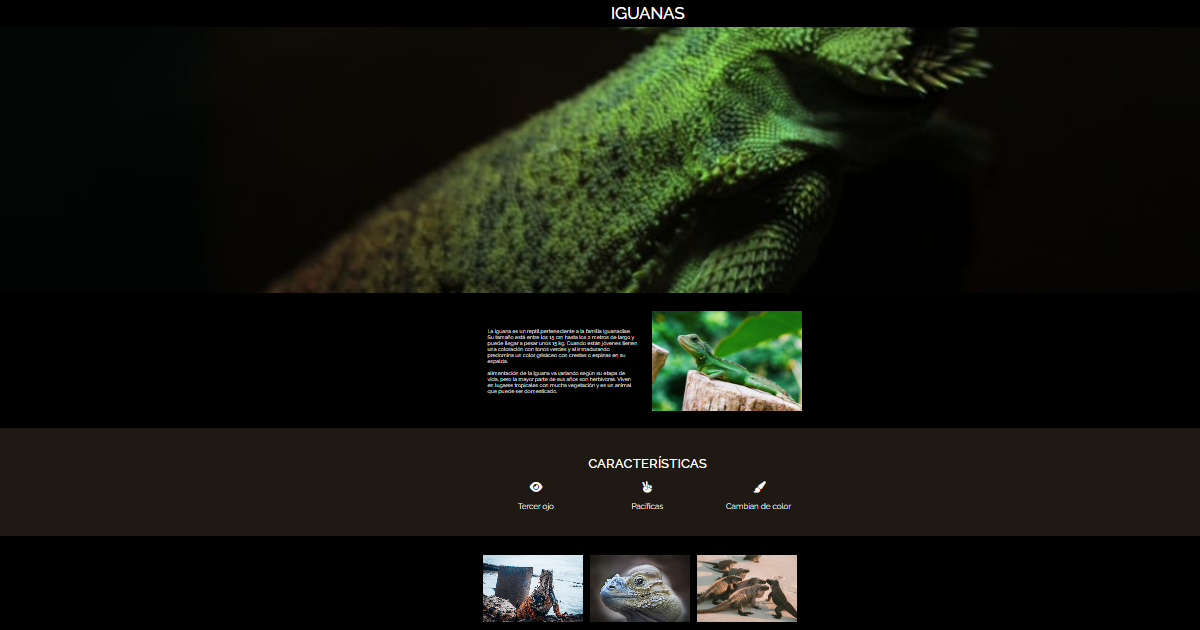 IGUANAS
La iguana es un reptil perteneciente a la familia iguanadiae.
Su tamaño está entre los 15 cm hasta los 2 metros de largo y
puede llegar a pesar unos 15 kg. Cuando están jóvenes tienen
una coloración con tonos verdes y al ir madurando
predomina un color grisáceo con crestas o espinas en su
espalda.
alimentación de la iguana va variando según su etapa de
vida, pero la mayor parte de sus años son herbívoras. Viven
en lugares tropicales con mucha vegetación y es un animal
que puede ser domesticado.
CARACTERÍSTICAS
Tercer ojo
Pacíficas
Cambian de color